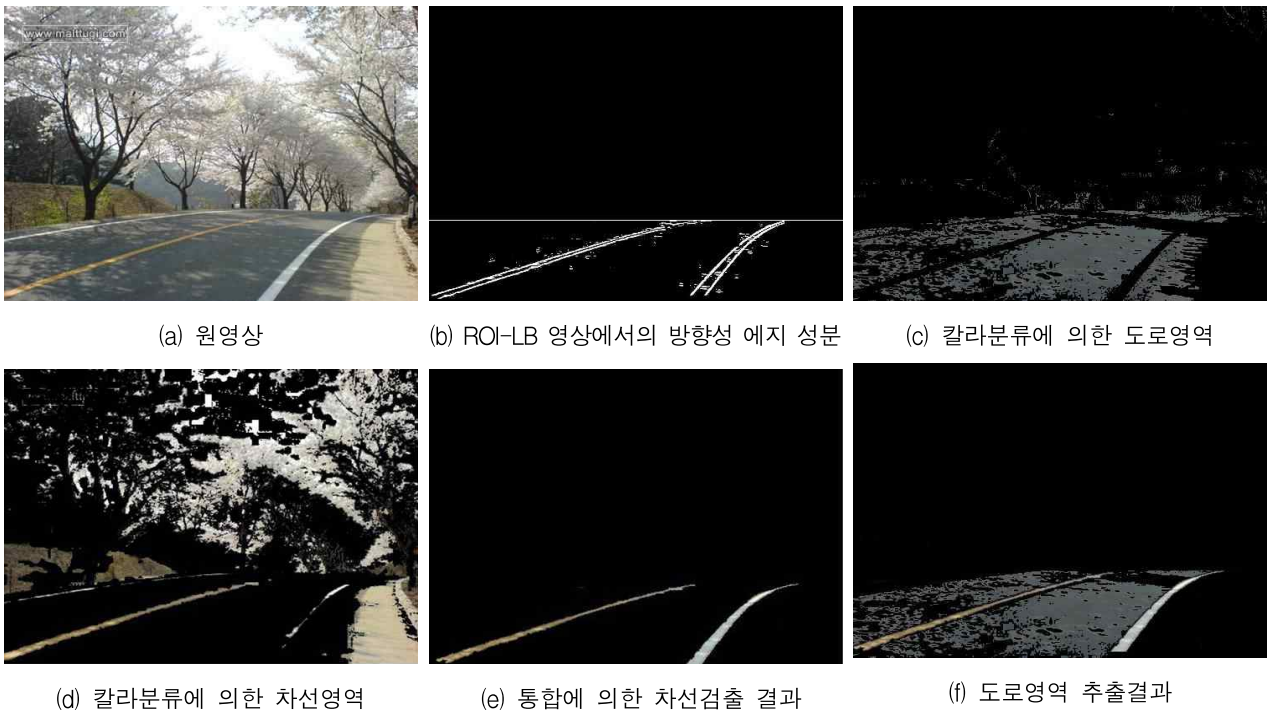 www.malttugi.com
(a) 원영상
(b) ROI-LB 영상에서의 방향성 에지 성분
(c) 칼라분류에 의한 도로영역
(d) 칼라분류에 의한 차선영역
(e) 통합에 의한 차선검출 결과
(f) 도로영역 추출결과